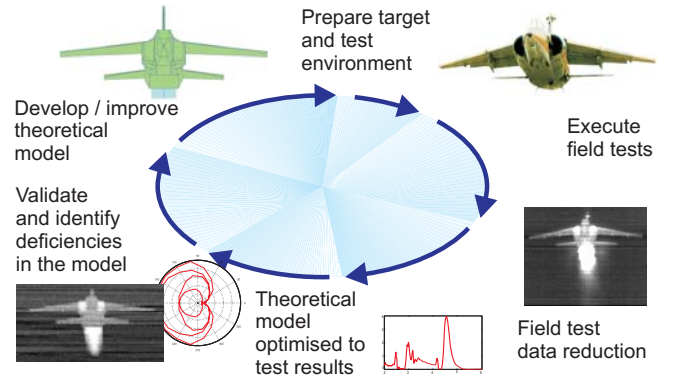 Prepare target
and test
environment
Execute
field tests
Field test
data reduction
Theoretical
model
optimised to
test results
Validate
and identify
deficiencies
in the model
Develop / improve
theoretical
model